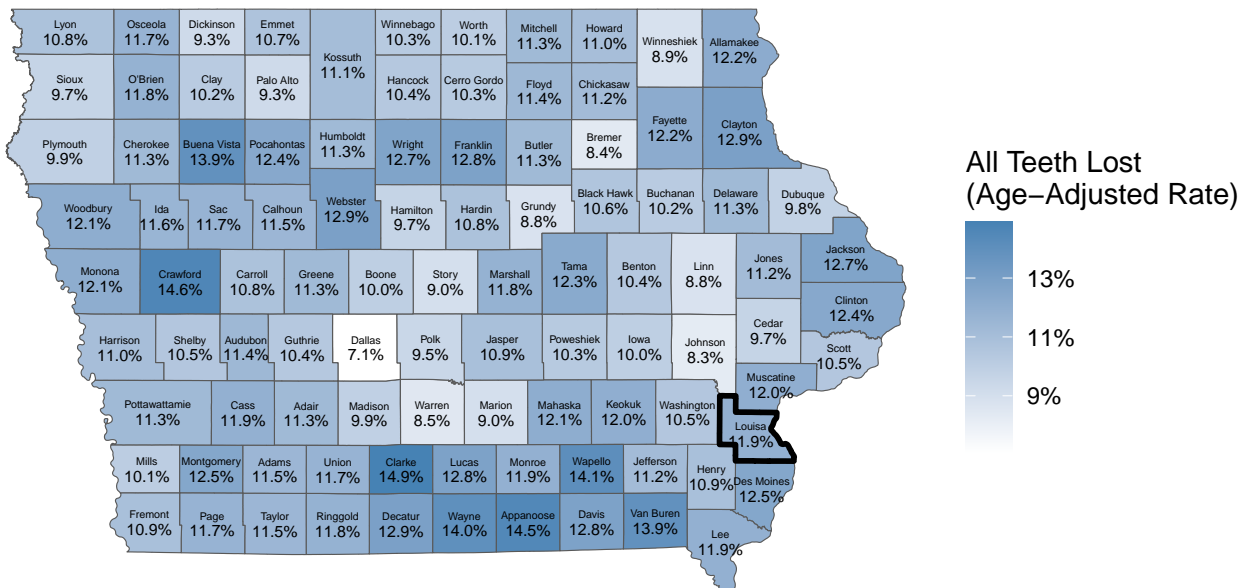 Lyon
10.8%
Osceola
11.7%
Dickinson
9.3%
Emmet
10.7%
Winnebago
10.3%
Worth
10.1%
Mitchell
11.3%
Howard
11.0%
Winneshiek
8.9%
Allamakee
12.2%
Kossuth
11.1%
Sioux
9.7%
O'Brien
11.8%
Clay
10.2%
Palo Alto
9.3%
Hancock
10.4%
Cerro Gordo
10.3%
Floyd
11.4%
Chickasaw
11.2%
Fayette
12.2%
Clayton
12.9%
Plymouth
9.9%
Cherokee
11.3%
Buena Vista
13.9%
Pocahontas
12.4%
Humboldt
11.3%
Wright
12.7%
Franklin
12.8%
Butler
11.3%
Bremer
8.4%
Woodbury
12.1%
Ida
11.6%
Sac
11.7%
Calhoun
11.5%
Webster
12.9%
Hamilton
9.7%
Hardin
10.8%
Grundy
8.8%
Black Hawk
10.6%
Buchanan
10.2%
Delaware
11.3%
Dubuque
9.8%
Monona
12.1%
Crawford
14.6%
Carroll
10.8%
Greene
11.3%
Boone
10.0%
Story
9.0%
Marshall
11.8%
Tama
12.3%
Benton
10.4%
Linn
8.8%
Jones
11.2%
Jackson
12.7%
Clinton
12.4%
Harrison
11.0%
Shelby
10.5%
Audubon
11.4%
Guthrie
10.4%
Dallas
7.1%
Polk
9.5%
Jasper
10.9%
Poweshiek
10.3%
Iowa
10.0%
Johnson
8.3%
Cedar
9.7%
Scott
10.5%
Muscatine
12.0%
Pottawattamie
11.3%
Cass
11.9%
Adair
11.3%
Madison
9.9%
Warren
8.5%
Marion
9.0%
Mahaska
12.1%
Keokuk
12.0%
Washington
10.5%
Louisa
11.9%
Mills
10.1%
Montgomery
12.5%
Adams
11.5%
Union
11.7%
Clarke
14.9%
Lucas
12.8%
Monroe
11.9%
Wapello
14.1%
Jefferson
11.2%
Henry
10.9%
Des Moines
12.5%
Fremont
10.9%
Page
11.7%
Taylor
11.5%
Ringgold
11.8%
Decatur
12.9%
Wayne
14.0%
Appanoose
14.5%
Davis
12.8%
Van Buren
13.9%
Lee
11.9%
All Teeth Lost
(Age−Adjusted Rate)
13%
11%
9%